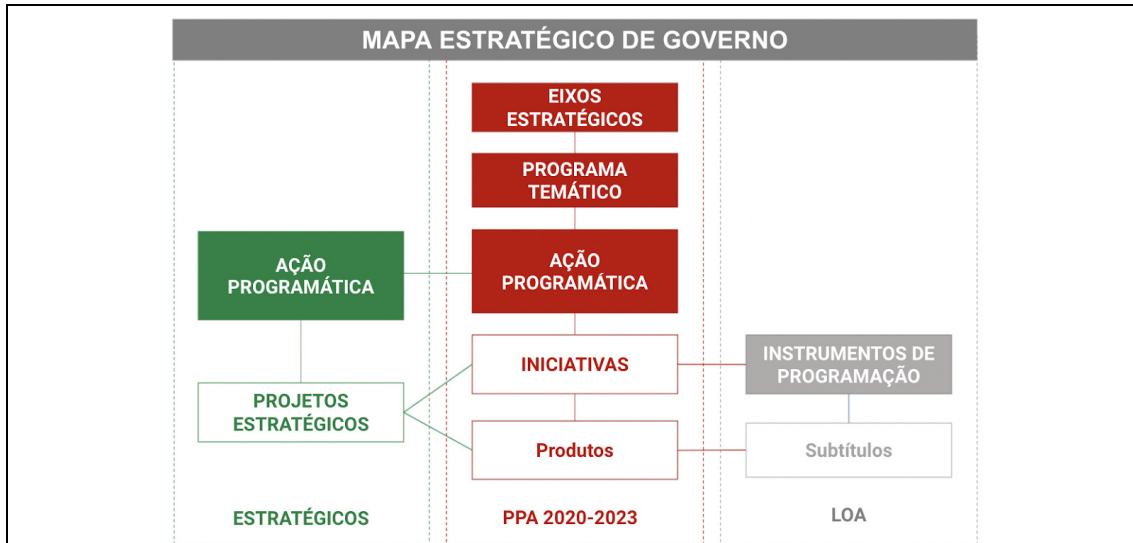 MAPA ESTRATÉGICO DE GOVERNO
EIXOS
ESTRATÉGICOS
PROGRAMA
TEMÁTICO
AÇÃO
PROGRAMÁTICA
AÇÃO
PROGRAMÁTICA
INICIATIVAS
INSTRUMENTOS DE
PROGRAMAÇÃO
PROJETOS
ESTRATÉGICOS
Produtos
Subtítulos
ESTRATÉGICOS
PPA 2020-2023
LOA